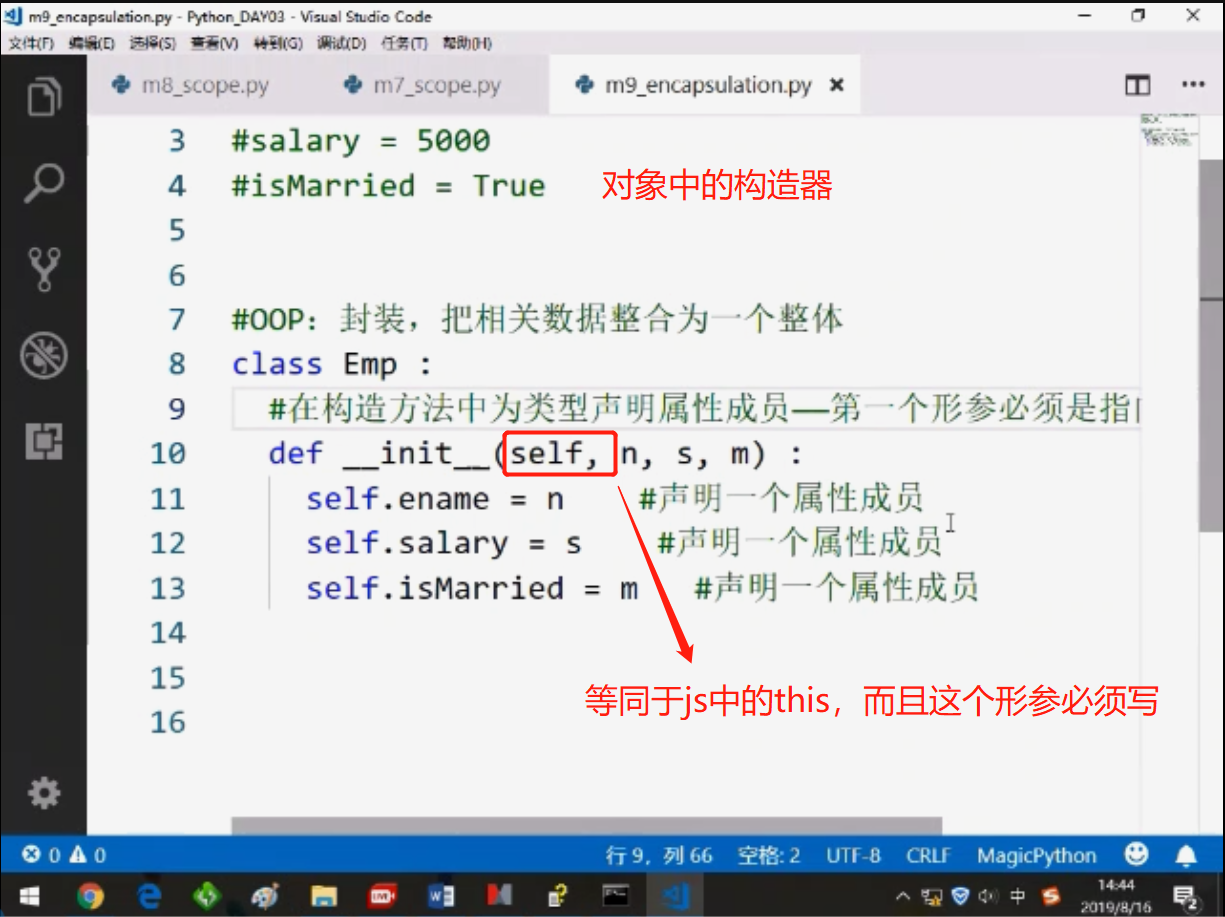 m9_encapsulation.py - Python_DAY03 - Visual Studio Code
文件(F) 编辑(E) 选择(S) 查看(V) 转到(G) 调试(D) 任务(T) 帮助(H)
m8_scope.py m7_scope.py m9_encapsulation.py
3 #salary = 5000
4 #isMarried = True 对象中的构造器
5
6
7 #OOP：封装，把相关数据整合为一个整体
8 class Emp :
9 #在构造方法中为类型声明属性成员——第一个形参必须是指
10 def __init__(self, n, s, m) :
11 self.ename = n #声明一个属性成员
12 self.salary = s #声明一个属性成员
13 self.isMarried = m #声明一个属性成员
14
15
等同于js中的this，而且这个形参必须写
16
0 0 行 9，列 66 空格: 2 UTF-8 CRLF MagicPython
LIVE W 中 S 14:44
2019/8/16 2